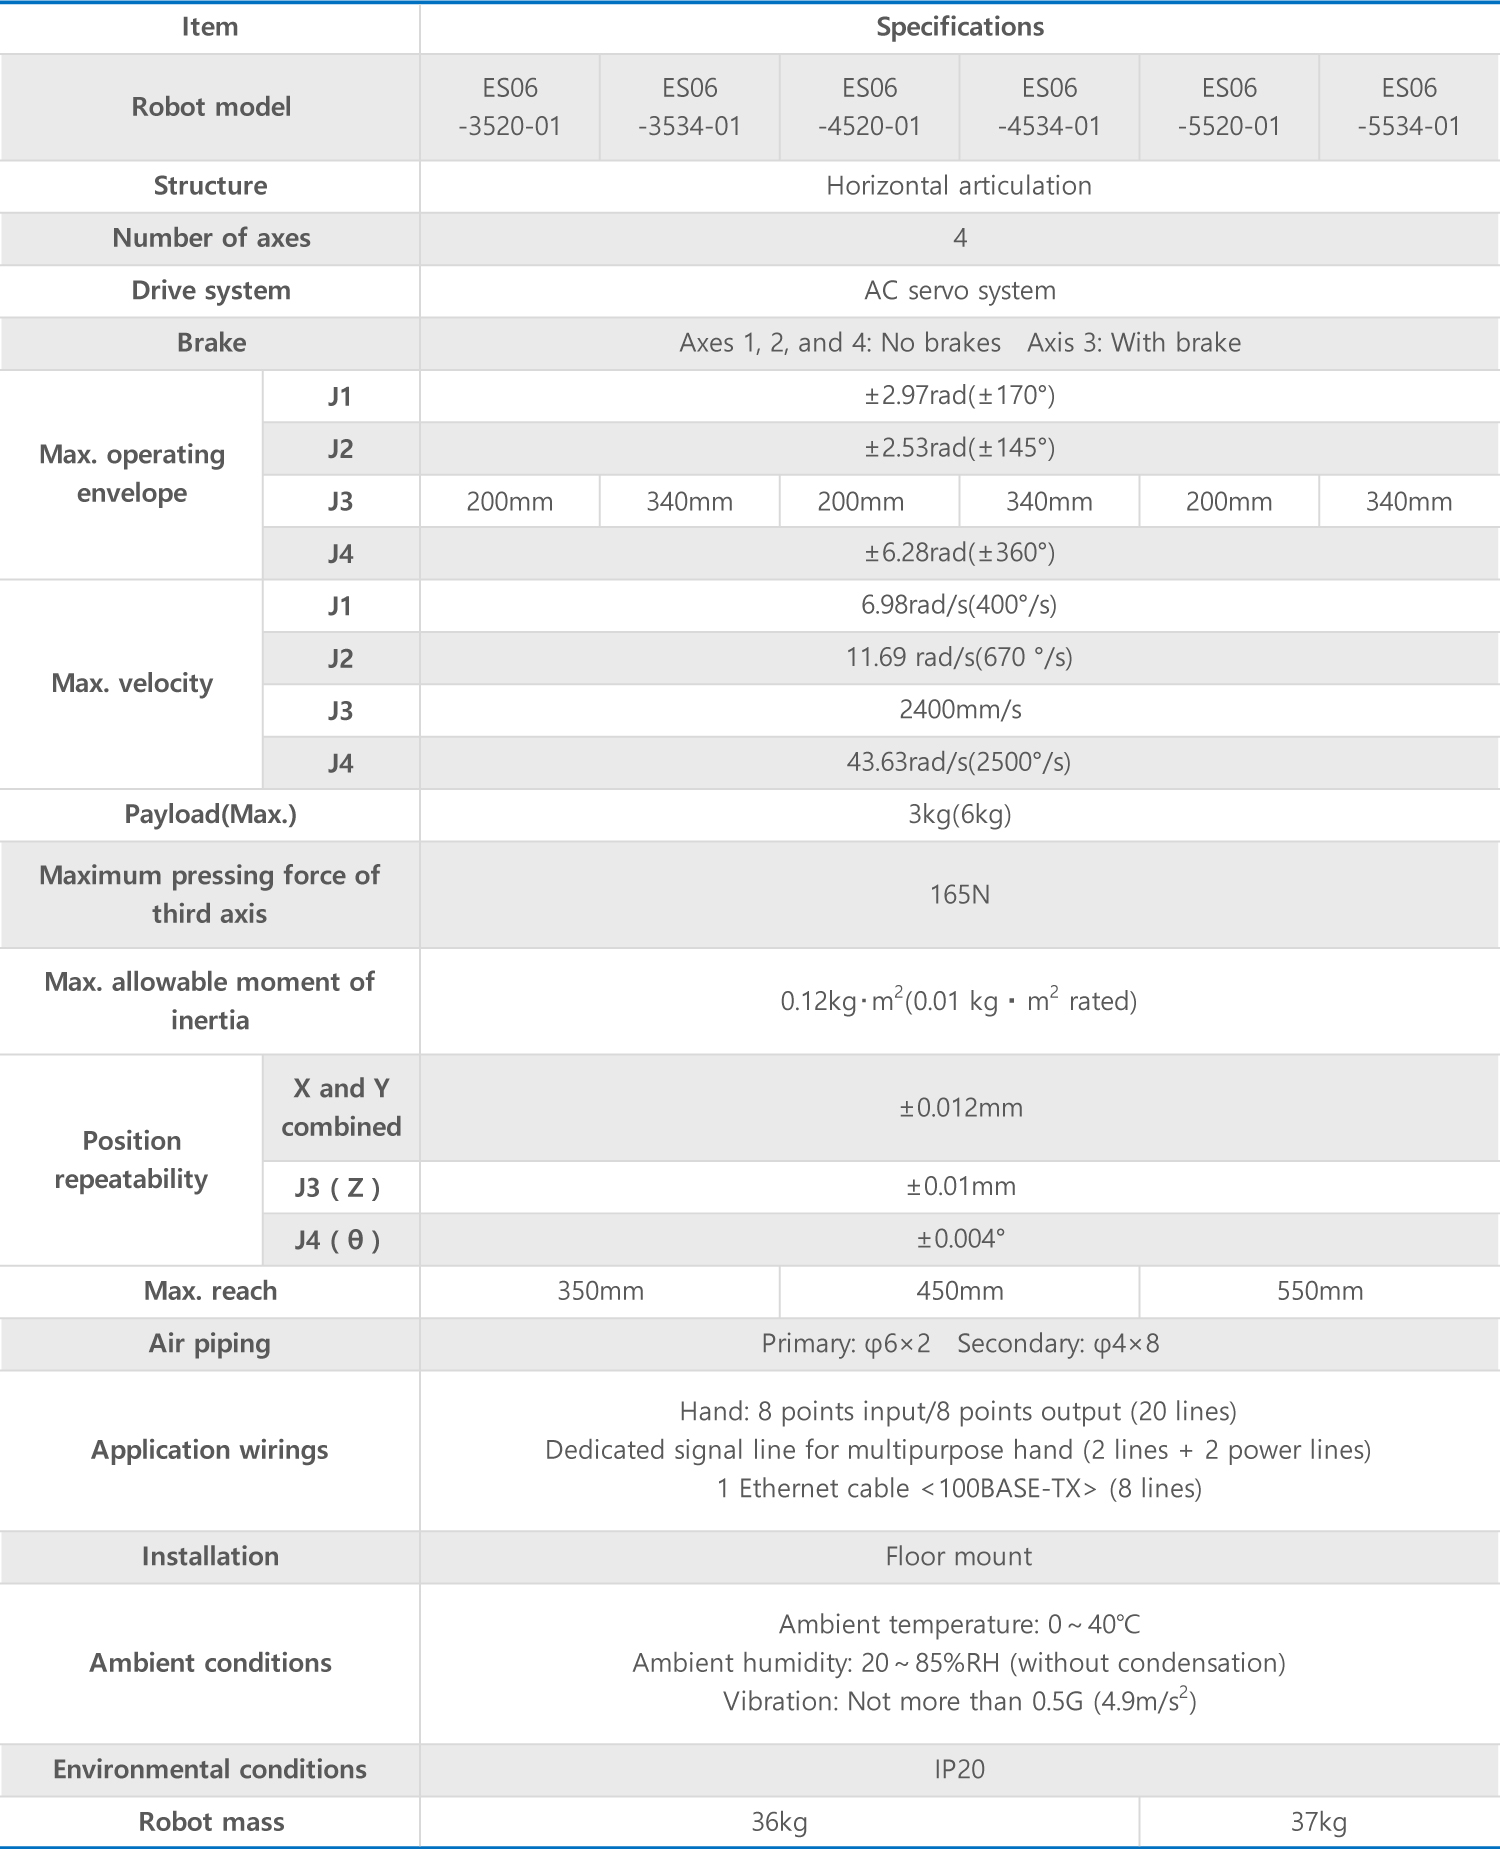 Item Specifications
Robot model ES06 -3520-01 ES06 -3534-01 ES06 -4520-01 ES06 -4534-01 ES06 -5520-01 ES06 -5534-01
Structure Horizontal articulation
Number of axes 4
Drive system AC servo system
Brake Axes 1, 2, and 4: No brakes Axis 3: With brake
Max. operating envelope
J1 ±2.97rad(±170°)
J2 ±2.53rad(±145°)
J3 200mm 340mm 200mm 340mm 200mm 340mm
J4 ±6.28rad(±360°)
Max. velocity
J1 6.98rad/s(400°/s)
J2 11.69 rad/s(670 °/s)
J3 2400mm/s
J4 43.63rad/s(2500°/s)
Payload(Max.) 3kg(6kg)
Maximum pressing force of third axis 165N
Max. allowable moment of inertia 0.12kg・m²(0.01 kg・m² rated)
Position repeatability
X and Y combined ±0.012mm
J3 ( Z ) ±0.01mm
J4 ( θ ) ±0.004°
Max. reach 350mm 450mm 550mm
Air piping Primary: φ6×2 Secondary: φ4×8
Application wirings
Hand: 8 points input/8 points output (20 lines)
Dedicated signal line for multipurpose hand (2 lines + 2 power lines)
1 Ethernet cable <100BASE-TX> (8 lines)
Installation Floor mount
Ambient conditions
Ambient temperature: 0～40℃
Ambient humidity: 20～85%RH (without condensation)
Vibration: Not more than 0.5G (4.9m/s²)
Environmental conditions IP20
Robot mass 36kg 37kg